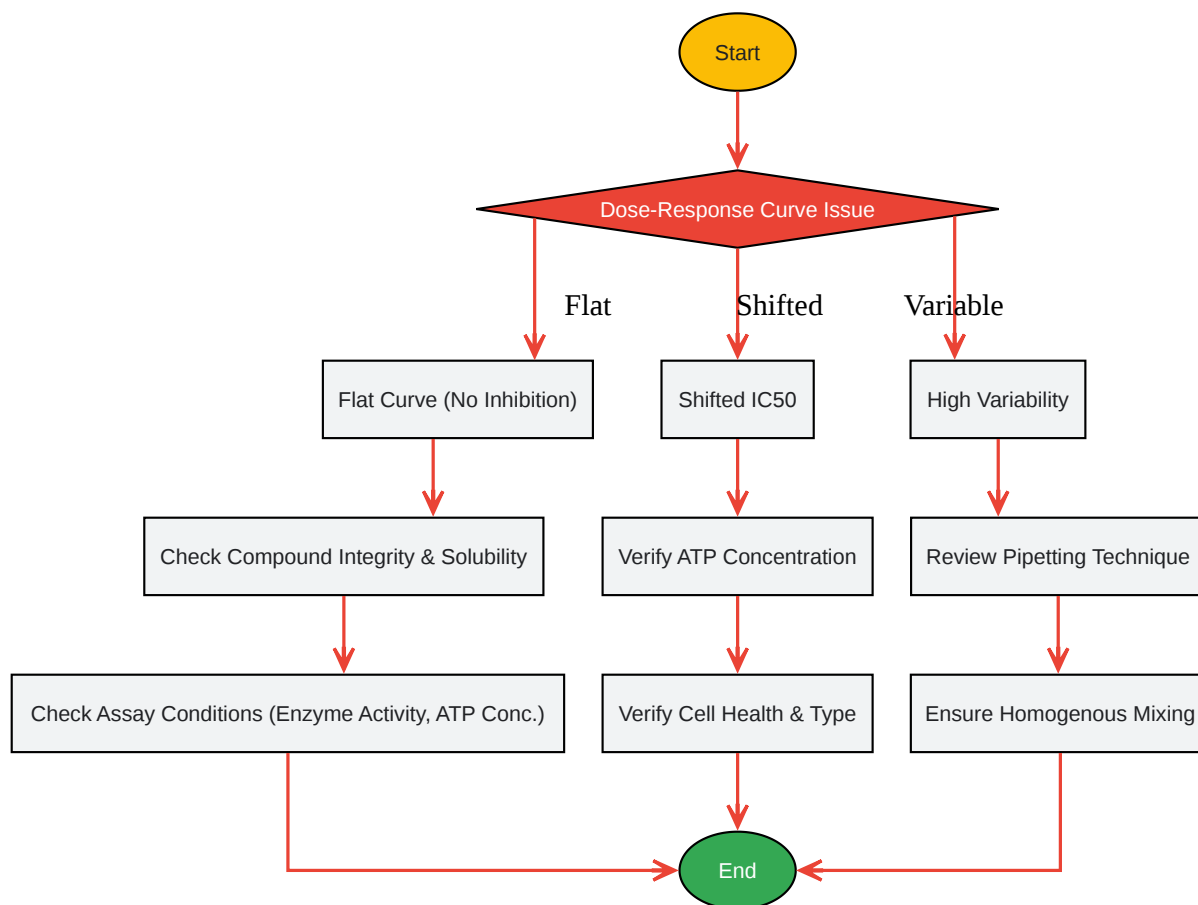 Start
Dose-Response Curve Issue
Flat
Shifted
Variable
Flat Curve (No Inhibition)
Shifted IC50
High Variability
Check Compound Integrity & Solubility
Verify ATP Concentration
Review Pipetting Technique
Check Assay Conditions (Enzyme Activity, ATP Conc.)
Verify Cell Health & Type
Ensure Homogenous Mixing
End